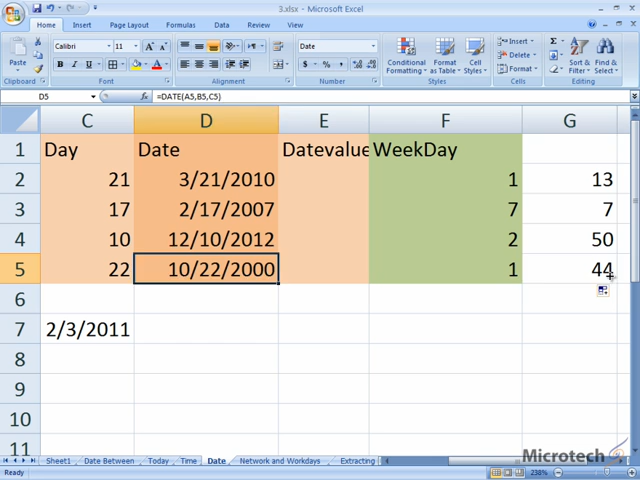 3.xlsx - Microsoft Excel
Home Insert Page Layout Formulas Data Review View
Calibri 11 Date
Paste
B I U
$ % ,
Conditional Formatting
Format as Table
Cell Styles
Insert
Delete
Format
Sort & Filter
Find & Select
Clipboard Font Alignment Number Styles Cells Editing
D5 fx =DATE(A5,B5,C5)
C D E F G
1 Day Date Datevalue WeekDay
2 21 3/21/2010 1 13
3 17 2/17/2007 7 7
4 10 12/10/2012 2 50
5 22 10/22/2000 1 44
6
7 2/3/2011
8
9
10
11
Microtech
Sheet1 Date Between Today Time Date Network and Workdays Extracting
Ready 238%